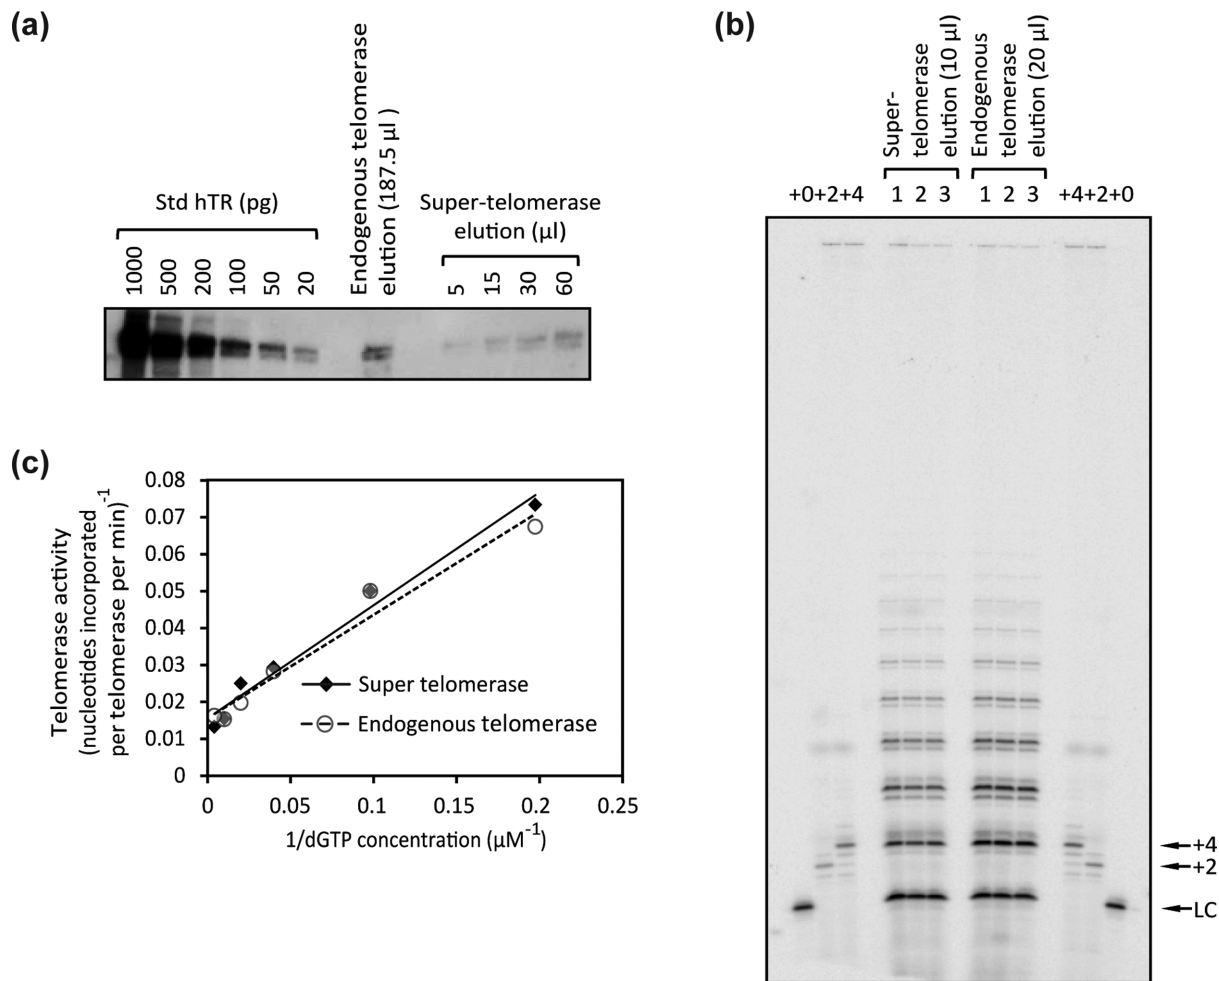 (a)
Std hTR (pg)
1000
500
200
100
50
20
Endogenous telomerase
elution (187.5 µl )
Super-telomerase
elution (µl)
5
15
30
60
(b)
Super-
telomerase
elution (10 µl)
Endogenous
telomerase
elution (20 µl)
+0+2+4 1 2 3 1 2 3 +4+2+0
+4
+2
LC
(c)
Telomerase activity
(nucleotides incorporated
per telomerase per min)-1
0.08
0.07
0.06
0.05
0.04
0.03
0.02
0.01
0
Super telomerase
Endogenous telomerase
0 0.05 0.1 0.15 0.2 0.25
1/dGTP concentration (µM-1)